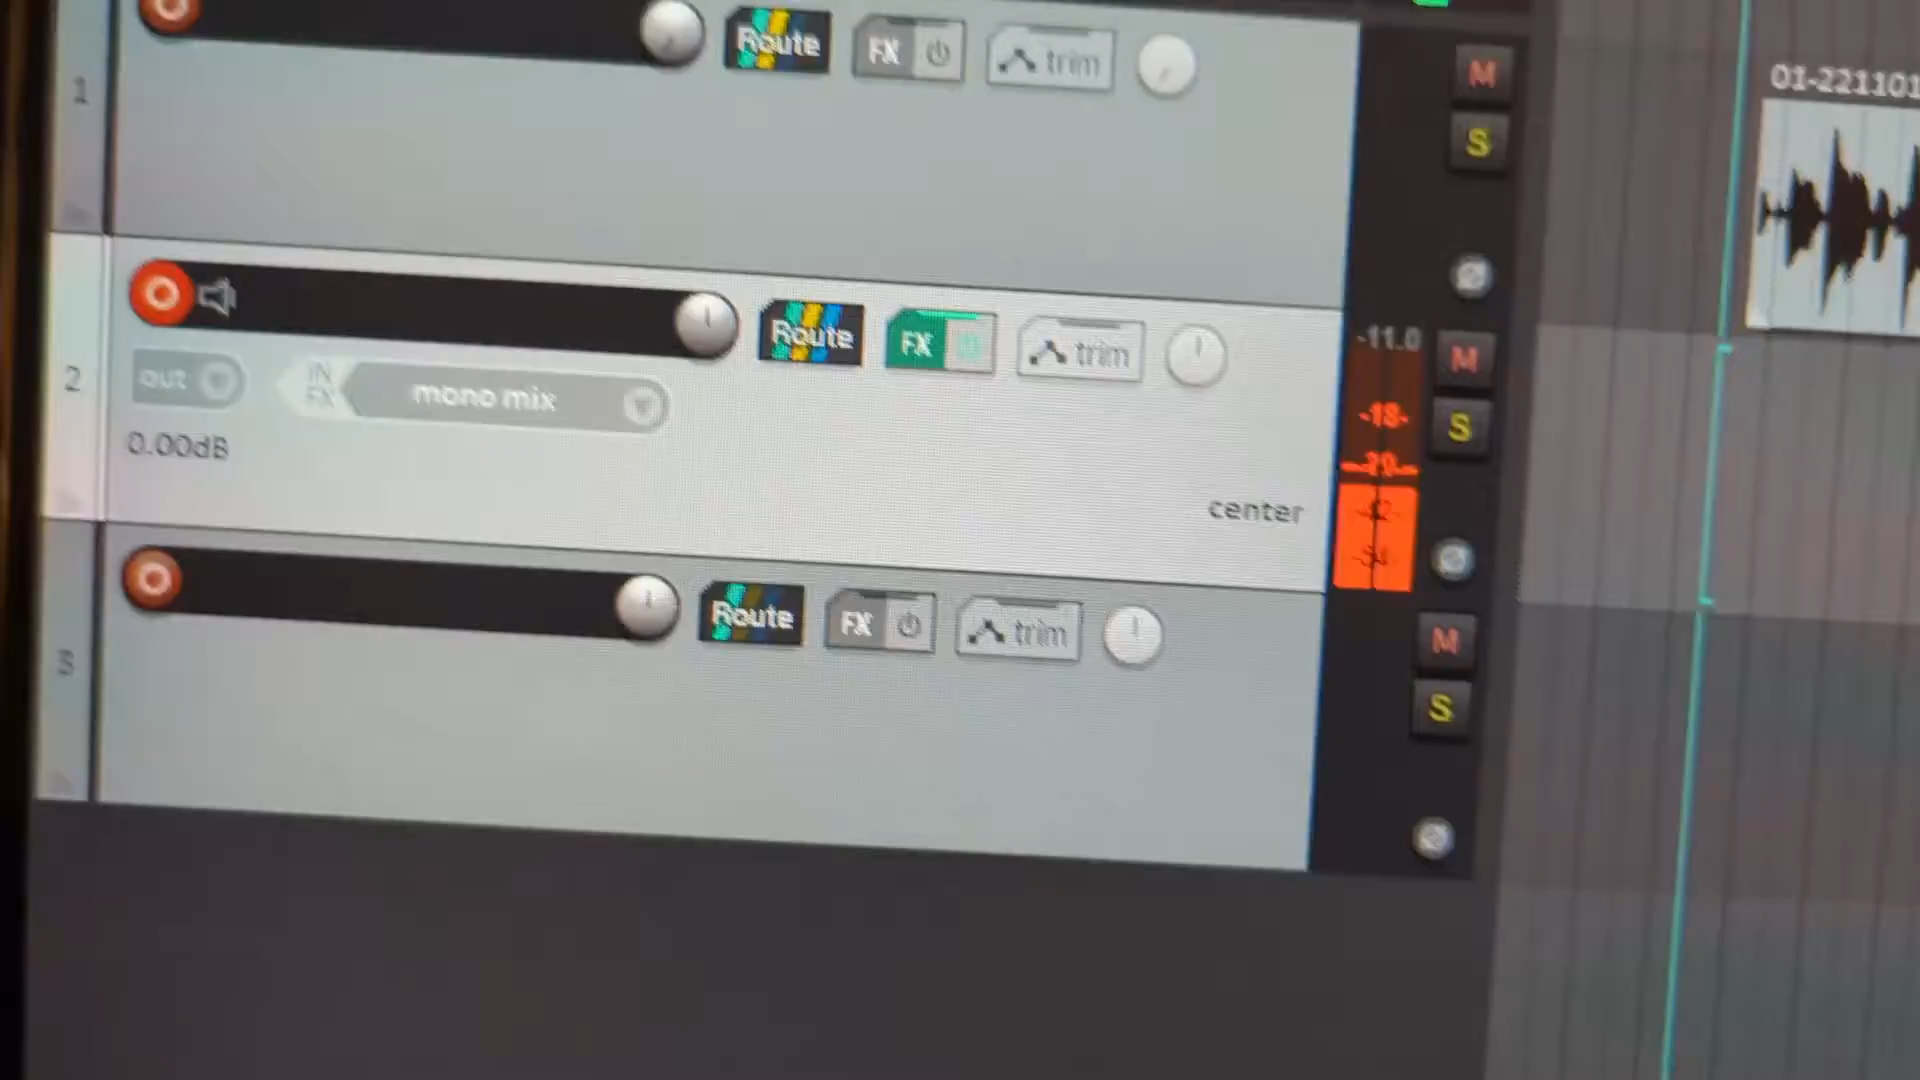 1
Route
FX
trim
M
S
01-221101
2
Route
FX
trim
-11.0
M
out
IN
FX
mono mix
-18-
S
0.00dB
center
3
Route
FX
trim
M
S